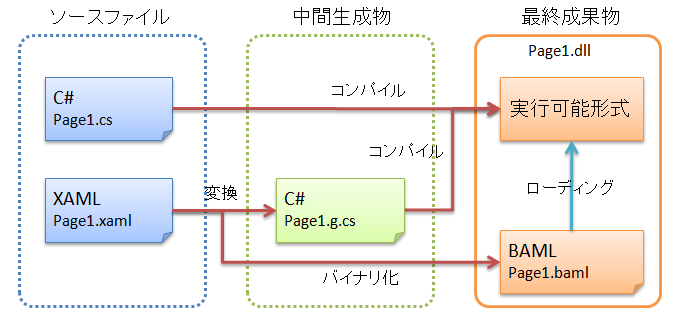 ソースファイル
中間生成物
最終成果物
Page1.dll
C#
Page1.cs
コンパイル
実行可能形式
コンパイル
XAML
Page1.xaml
変換
C#
Page1.g.cs
ローディング
バイナリ化
BAML
Page1.baml